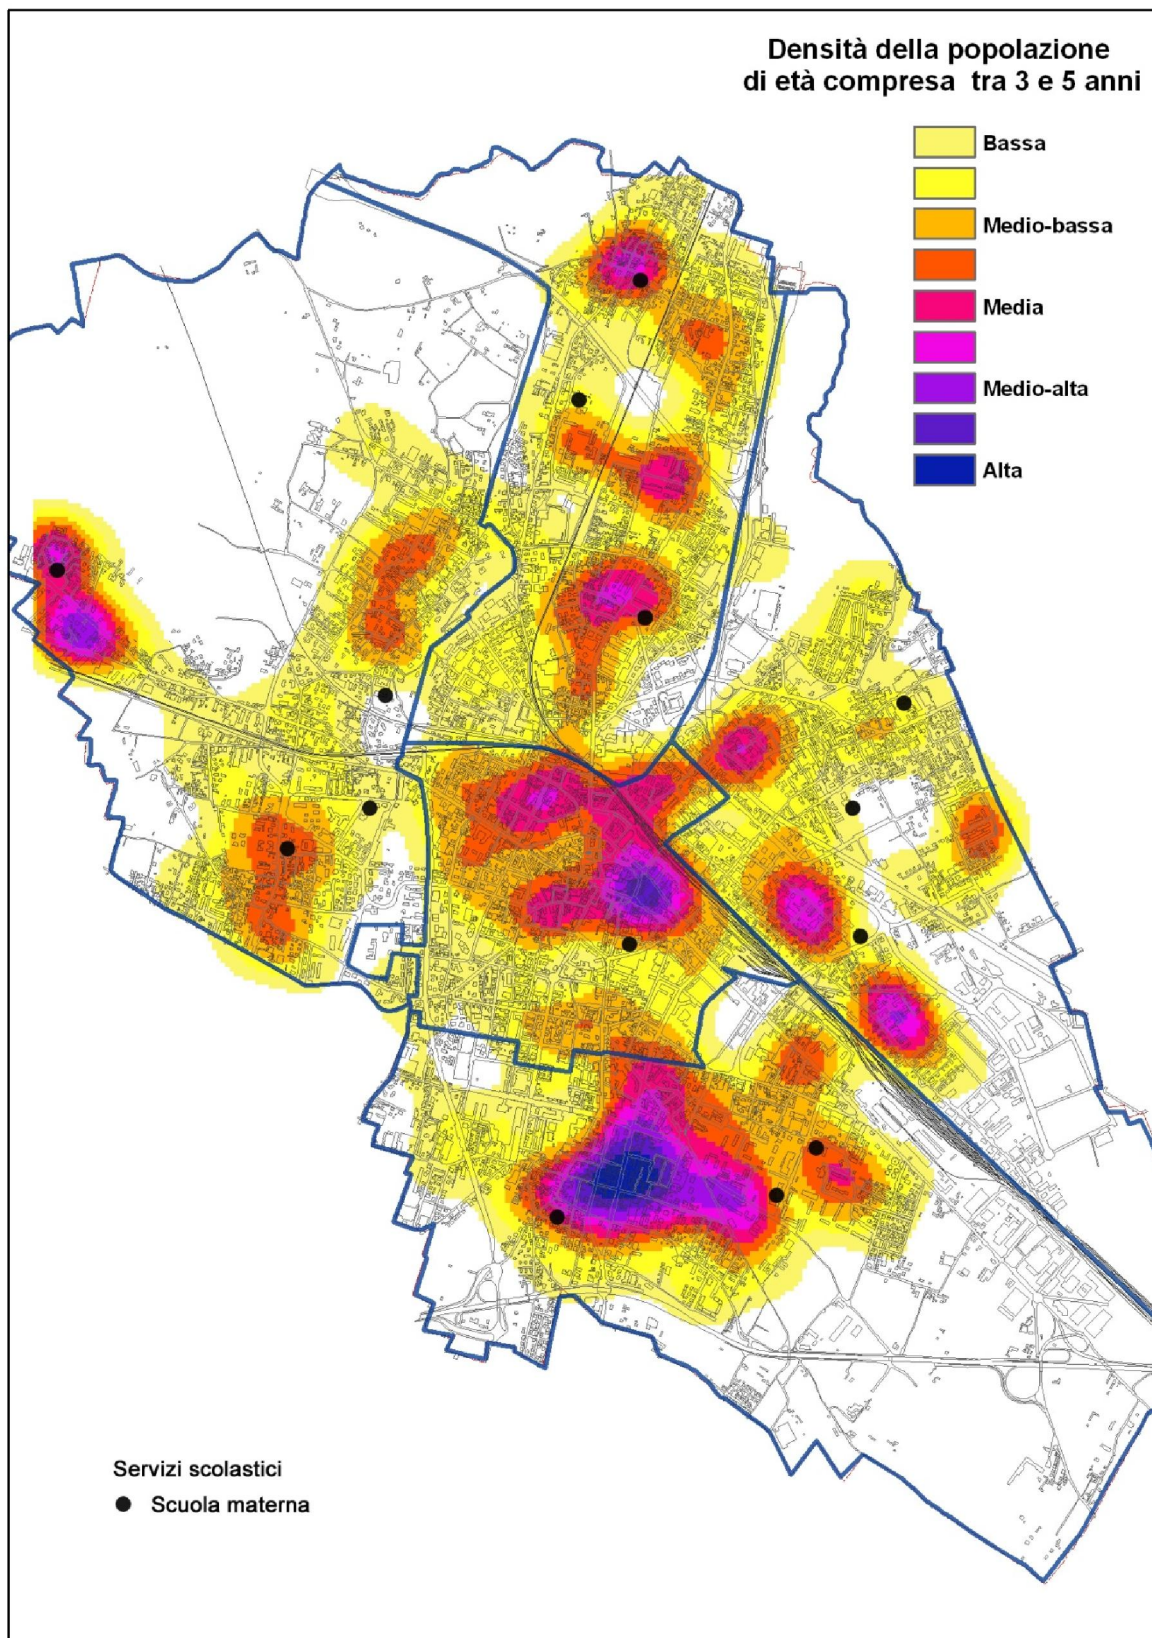 Densità della popolazione
di età compresa tra 3 e 5 anni
Bassa
Medio-bassa
Media
Medio-alta
Alta
Servizi scolastici
Scuola materna